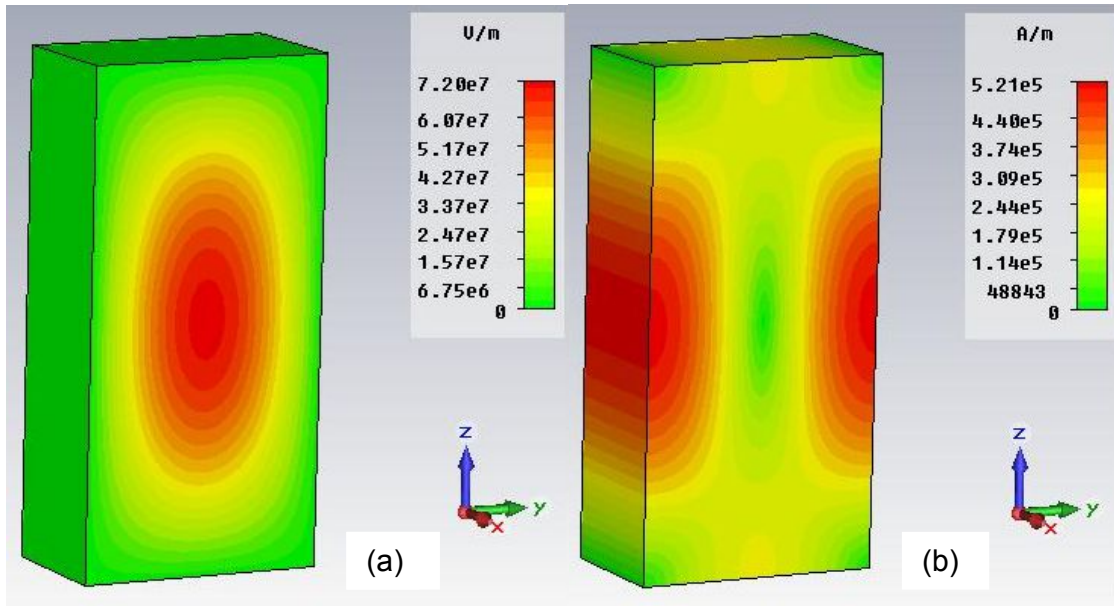 V/m
7.20e7
6.07e7
5.17e7
4.27e7
3.37e7
2.47e7
1.57e7
6.75e6
0
z
y
x
(a)
A/m
5.21e5
4.40e5
3.74e5
3.09e5
2.44e5
1.79e5
1.14e5
48843
0
z
y
x
(b)